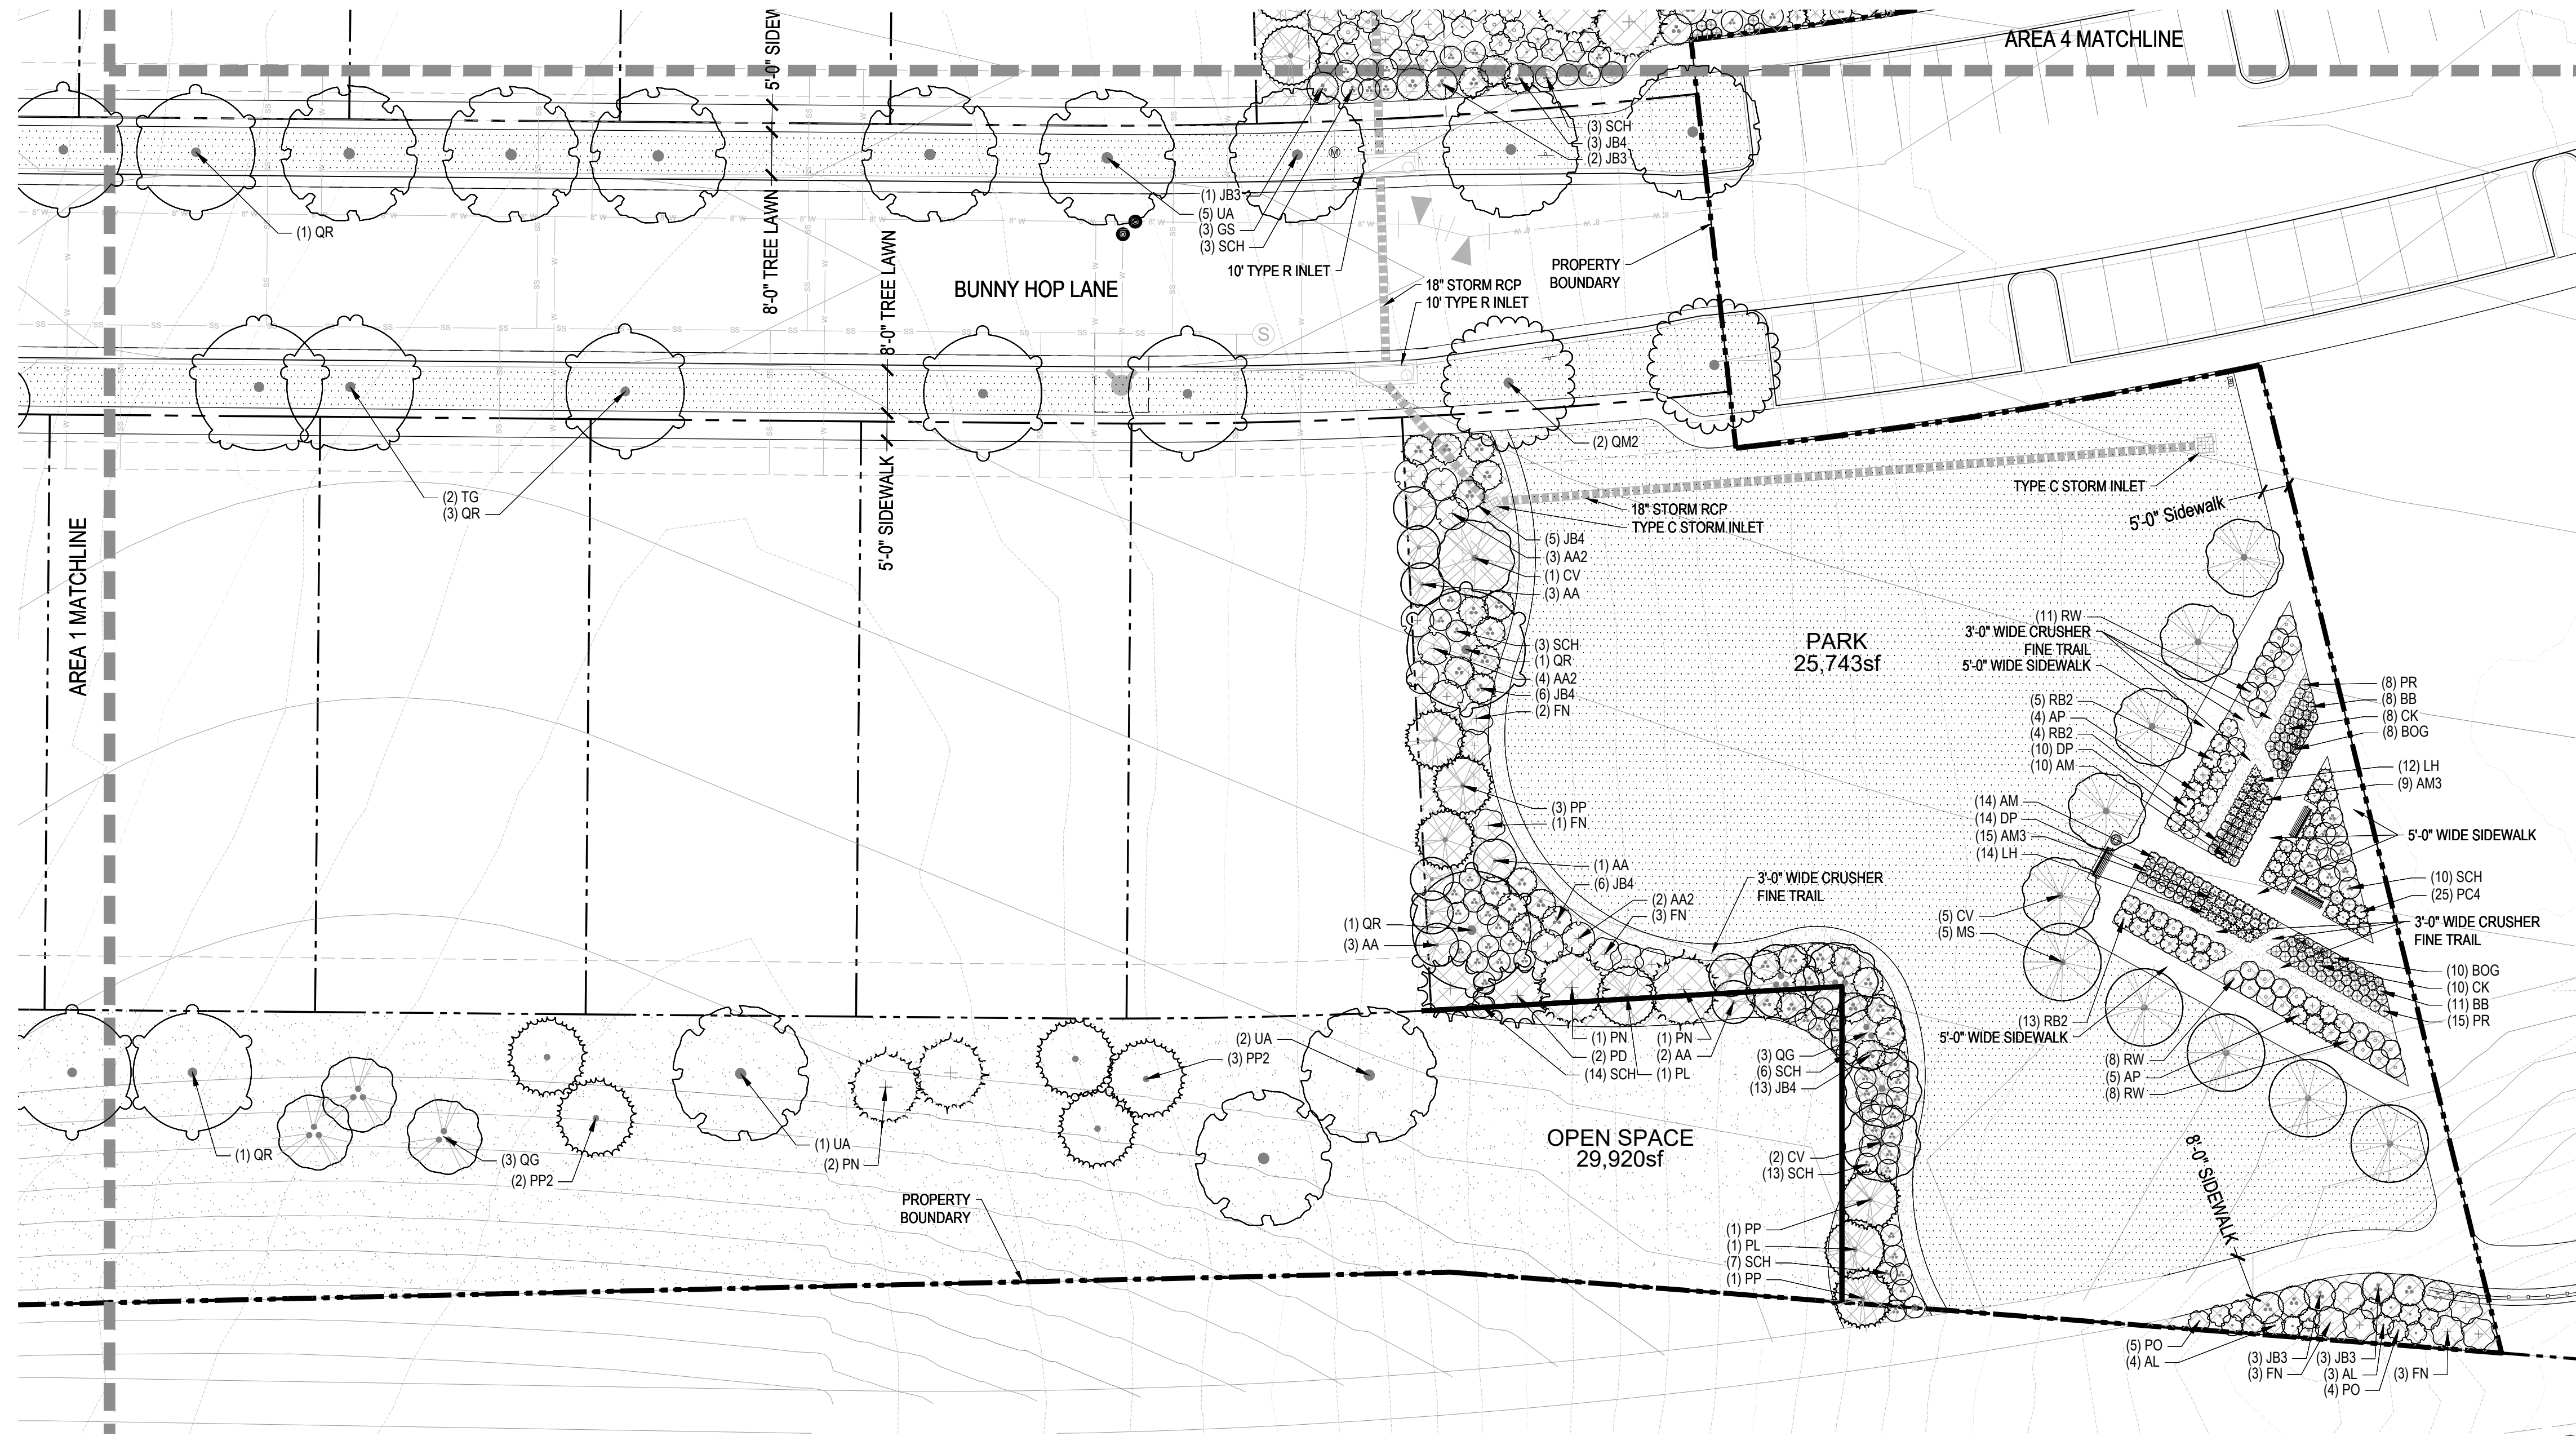 AREA 4 MATCHLINE
5'-0" SIDEW
(3) SCH
(3) JB4
(2) JB3
(1) JB3
(5) UA
(3) GS
(3) SCH
10' TYPE R INLET
(1) QR
8'-0" TREE LAWN
8'-0" TREE LAWN
BUNNY HOP LANE
18" STORM RCP
10' TYPE R INLET
PROPERTY
BOUNDARY
M
S
8" W
SS
W
(2) QM2
(2) TG
(3) QR
5'-0" SIDEWALK
AREA 1 MATCHLINE
18" STORM RCP
TYPE C STORM INLET
TYPE C STORM INLET
5'-0" Sidewalk
(5) JB4
(3) AA2
(1) CV
(3) AA
(3) SCH
(1) QR
(4) AA2
(6) JB4
(2) FN
PARK
25,743sf
(11) RW
3'-0" WIDE CRUSHER
FINE TRAIL
5'-0" WIDE SIDEWALK
(5) RB2
(4) AP
(4) RB2
(10) DP
(10) AM
(8) PR
(8) BB
(8) CK
(8) BOG
(12) LH
(9) AM3
(14) AM
(14) DP
(15) AM3
(14) LH
5'-0" WIDE SIDEWALK
(3) PP
(1) FN
(1) AA
(6) JB4
(2) AA2
(3) FN
3'-0" WIDE CRUSHER
FINE TRAIL
(1) QR
(3) AA
(5) CV
(5) MS
(10) SCH
(25) PC4
3'-0" WIDE CRUSHER
FINE TRAIL
(10) BOG
(10) CK
(11) BB
(15) PR
(13) RB2
5'-0" WIDE SIDEWALK
(8) RW
(5) AP
(8) RW
(1) PN
(2) PD
(14) SCH
(1) PN
(2) AA
(1) PL
(3) QG
(6) SCH
(13) JB4
(2) UA
(3) PP2
(1) QR
(3) QG
(2) PP2
(1) UA
(2) PN
OPEN SPACE
29,920sf
(2) CV
(13) SCH
PROPERTY
BOUNDARY
(1) PP
(1) PL
(7) SCH
(1) PP
8'-0" SIDEWALK
(5) PO
(4) AL
(3) JB3
(3) FN
(3) JB3
(3) AL
(4) PO
(3) FN